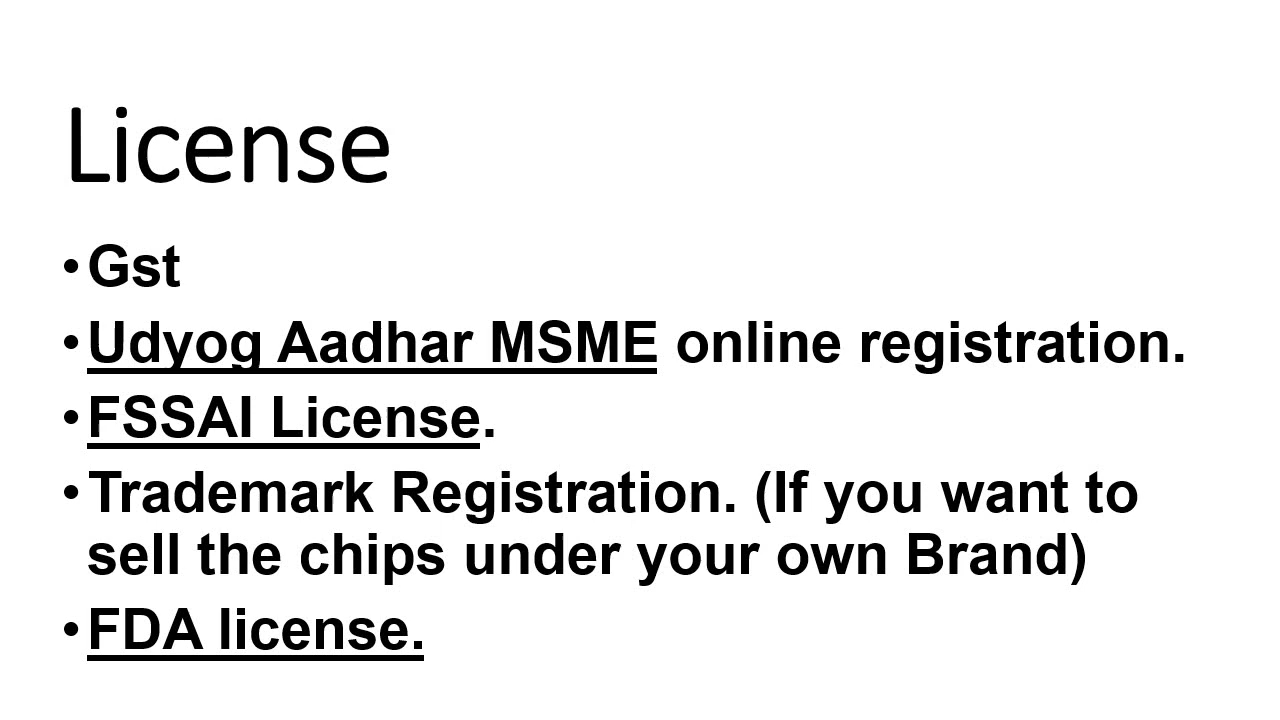 License
• Gst
• Udyog Aadhar MSME online registration.
• FSSAI License.
• Trademark Registration. (If you want to
sell the chips under your own Brand)
• FDA license.